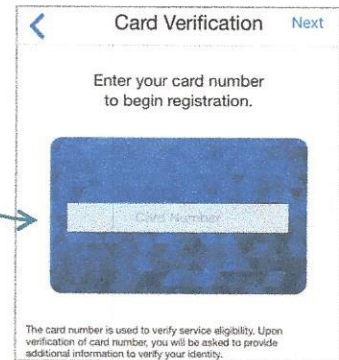 Card Verification Next
Enter your card number
to begin registration.
Card Number
The card number is used to verify service eligibility. Upon
verification of card number, you will be asked to provide
additional information to verify your identity.